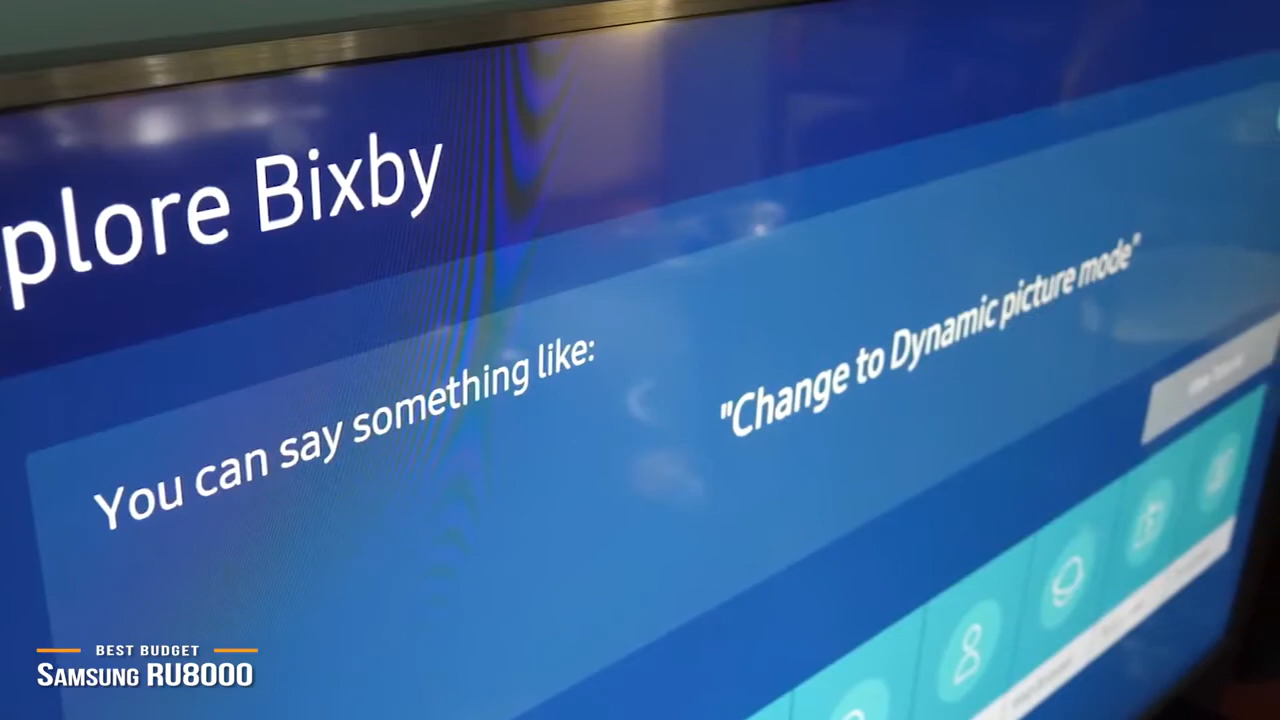 plore Bixby
You can say something like:
"Change to Dynamic picture mode"
BEST BUDGET
SAMSUNG RU8000